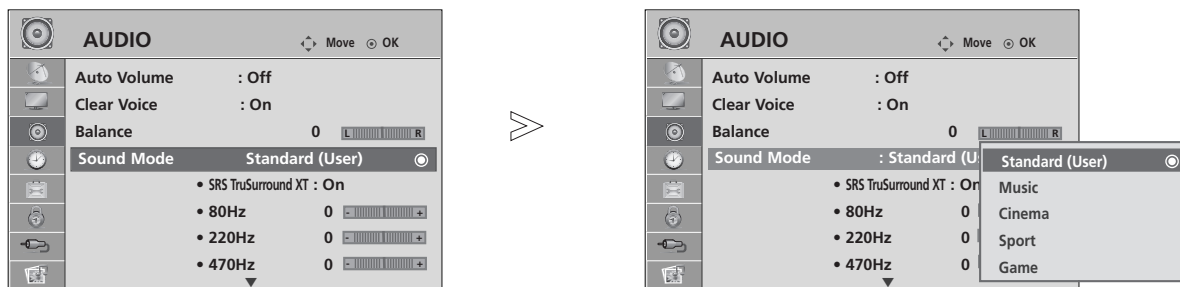 AUDIO Move OK
Auto Volume : Off
Clear Voice : On
Balance 0 L R
Sound Mode Standard (User)
• SRS TruSurround XT : On
• 80Hz 0 - +
• 220Hz 0 - +
• 470Hz 0 - +
AUDIO Move OK
Auto Volume : Off
Clear Voice : On
Balance 0 L R
Sound Mode : Standard (U
• SRS TruSurround XT : On
• 80Hz 0
• 220Hz 0
• 470Hz 0
Standard (User)
Music
Cinema
Sport
Game